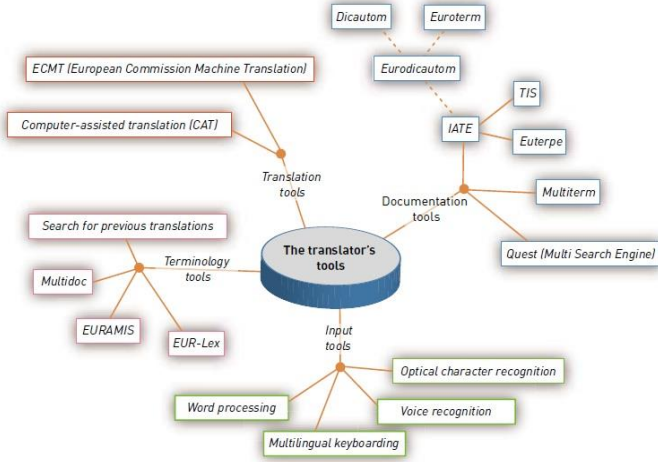 Dicautom
Euroterm
ECMT (European Commission Machine Translation)
Eurodicautom
TIS
Computer-assisted translation (CAT)
IATE
Euterpe
Translation
tools
Documentation
tools
Multiterm
Search for previous translations
The translator's
tools
Quest (Multi Search Engine)
Terminology
tools
Multidoc
EURAMIS
EUR-Lex
Input
tools
Optical character recognition
Word processing
Voice recognition
Multilingual keyboarding